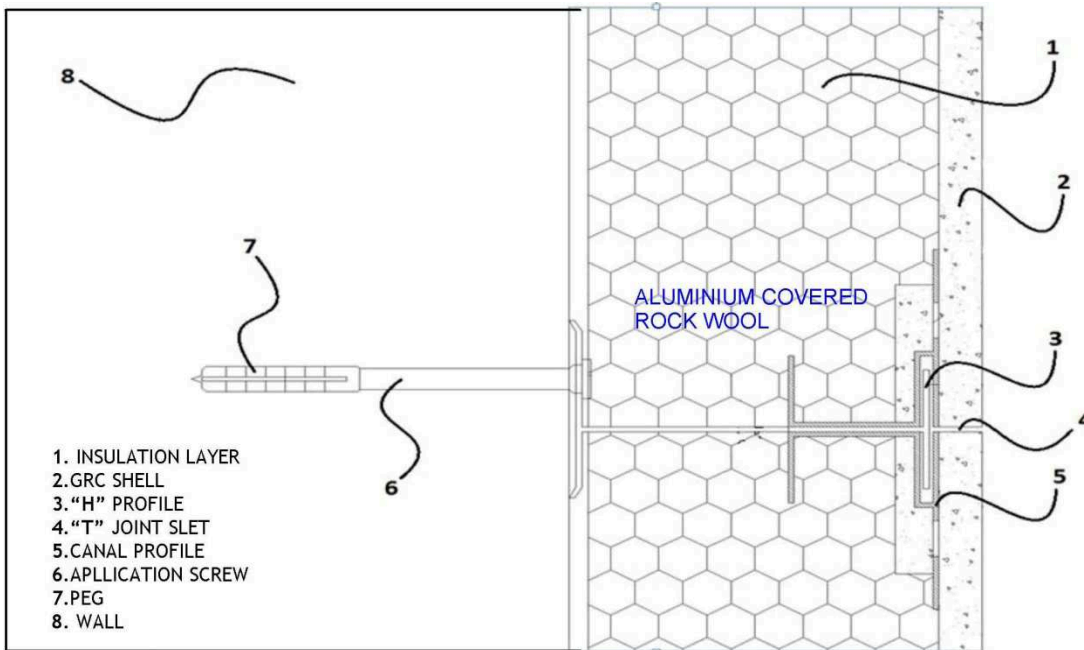 1
8
2
7
ALUMINIUM COVERED
ROCK WOOL
3
4
1. INSULATION LAYER
2.GRC SHELL
3."H" PROFILE
4."T" JOINT SLET
5.CANAL PROFILE
6.APLLICATION SCREW
7.PEG
8. WALL
6
5